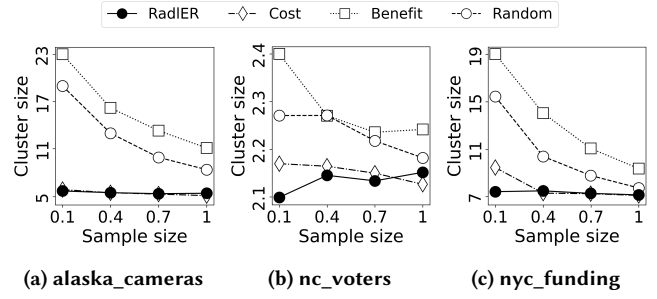 RadlER Cost Benefit Random
Cluster size
23
17
11
5
0.1 0.4 0.7 1
Sample size
(a) alaska_cameras
Cluster size
2.4
2.3
2.2
2.1
0.1 0.4 0.7 1
Sample size
(b) nc_voters
Cluster size
19
15
11
7
0.1 0.4 0.7 1
Sample size
(c) nyc_funding